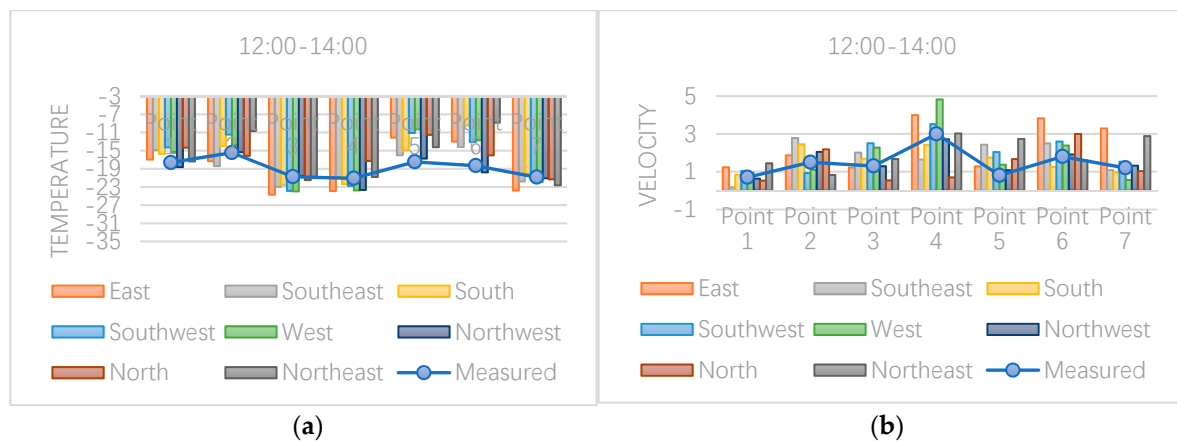 12:00-14:00
TEMPERATURE
-3
-7
-11
-15
-19
-23
-27
-31
-35
East
Southeast
South
Southwest
West
Northwest
North
Northeast
Measured
(a)
12:00-14:00
VELOCITY
5
3
1
-1
Point 1
Point 2
Point 3
Point 4
Point 5
Point 6
Point 7
East
Southeast
South
Southwest
West
Northwest
North
Northeast
Measured
(b)